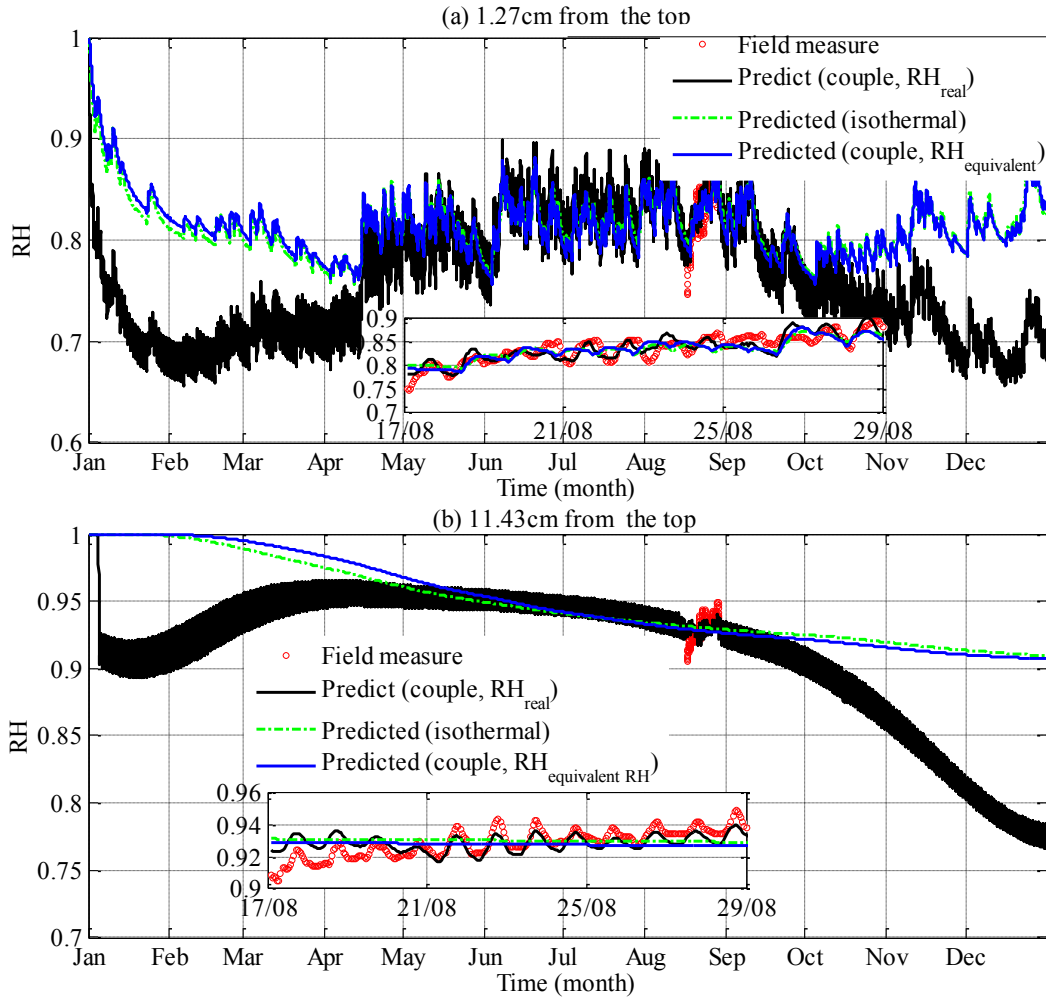 (a) 1.27cm from the top
1
0.9
0.8
0.7
0.6
RH
Field measure
Predict (couple, RHreal)
Predicted (isothermal)
Predicted (couple, RHequivalent)
0.9
0.85
0.8
0.7
17/08 21/08 25/08 29/08
Jan Feb Mar Apr May Jun Jul Aug Sep Oct Nov Dec
Time (month)
(b) 11.43cm from the top
1
0.95
0.9
0.85
0.8
0.7
RH
Field measure
Predict (couple, RHreal)
Predicted (isothermal)
Predicted (couple, RHequivalent RH)
0.96
0.94
0.92
0.9
17/08 21/08 25/08 29/08
Jan Feb Mar Apr May Jun Jul Aug Sep Oct Nov Dec
Time (month)